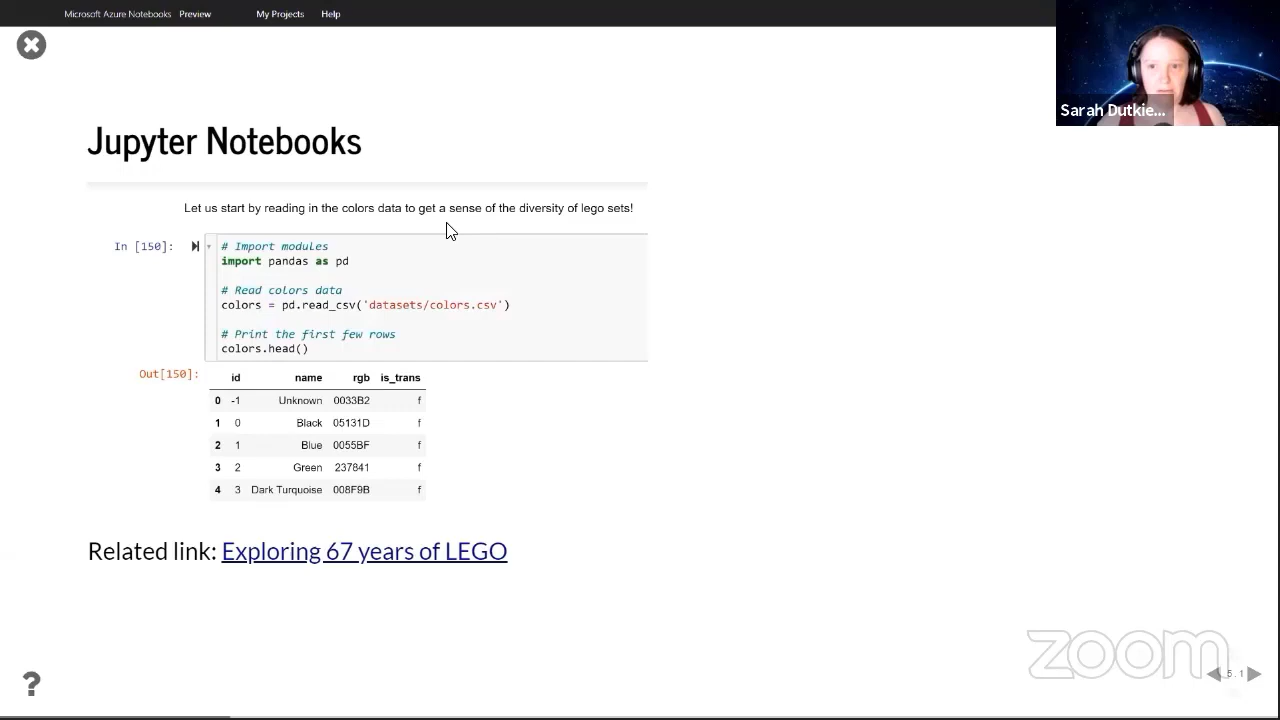 Microsoft Azure Notebooks Preview My Projects Help
Sarah Dutkie...
Jupyter Notebooks
Let us start by reading in the colors data to get a sense of the diversity of lego sets!
In [150]:
# Import modules
import pandas as pd
# Read colors data
colors = pd.read_csv('datasets/colors.csv')
# Print the first few rows
colors.head()
Out[150]:
id name rgb is_trans
0 -1 Unknown 0033B2 f
1 0 Black 05131D f
2 1 Blue 0055BF f
3 2 Green 237841 f
4 3 Dark Turquoise 008F9B f
Related link: Exploring 67 years of LEGO
zoom
5.1
?